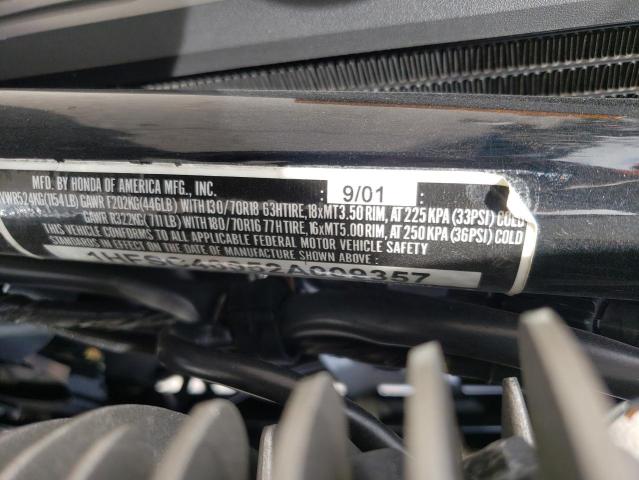 MFD. BY HONDA OF AMERICA MFG., INC. 9/01
GVWR524KG(1154LB) GAWR F202KG(446LB) WITH 130/70R18 63HTIRE, 18xMT3.50 RIM, AT 225 KPA (33PSI) COLD
GAWR R322KG(711LB) WITH 180/70R16 77HTIRE, 16xMT5.00RIM, AT 250 KPA (36PSI) COLD
THIS VEHICLE CONFORMS TO ALL APPLICABLE FEDERAL MOTOR VEHICLE SAFETY
STANDARDS IN EFFECT ON THE DATE OF MANUFACTURE SHOWN ABOVE.